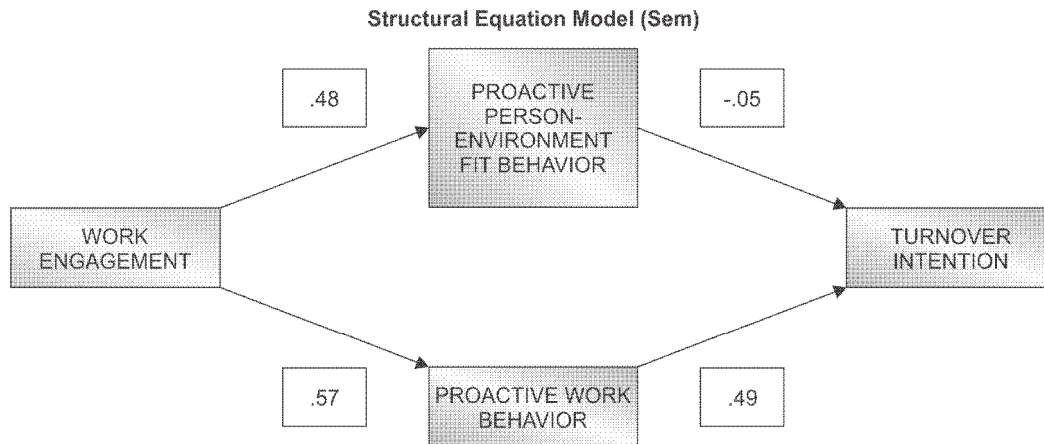 Structural Equation Model (Sem)
.48
PROACTIVE
PERSON-
ENVIRONMENT
FIT BEHAVIOR
-.05
WORK
ENGAGEMENT
TURNOVER
INTENTION
.57
PROACTIVE WORK
BEHAVIOR
.49